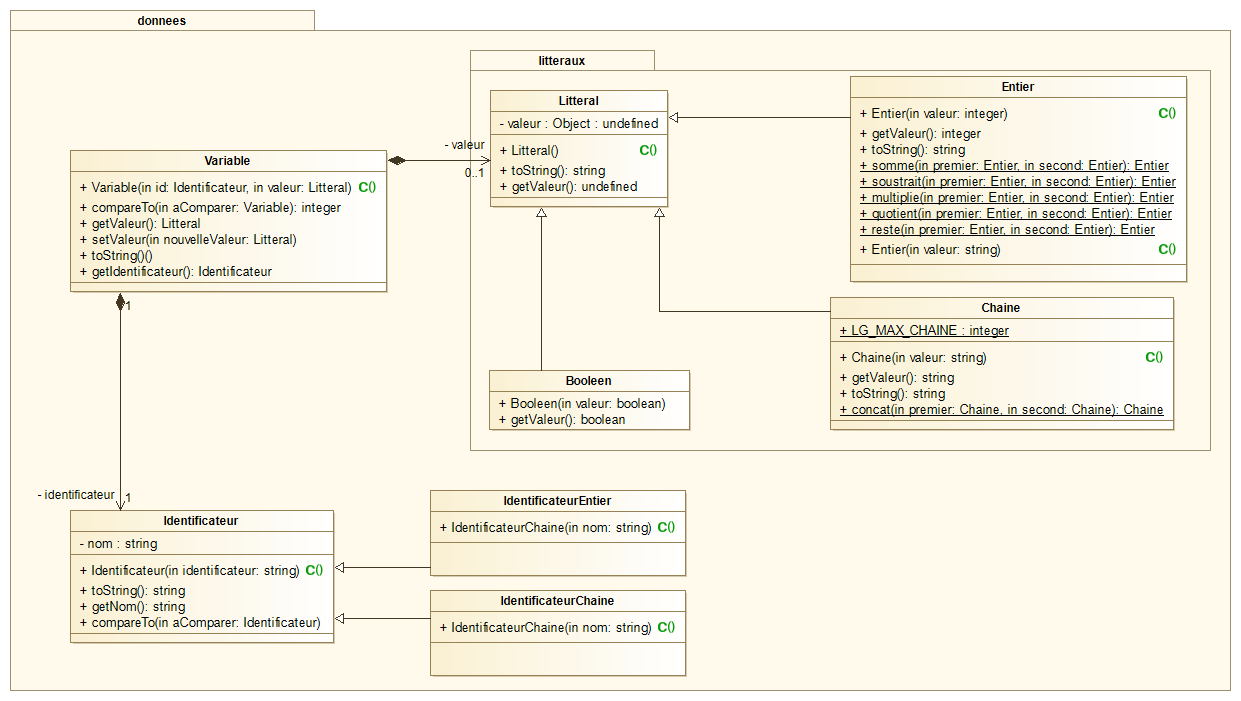 donnees
litteraux
Litteral
- valeur : Object : undefined
+ Litteral() C()
+ toString(): string
+ getValeur(): undefined
Entier
+ Entier(in valeur: integer) C()
+ getValeur(): integer
+ toString(): string
+ somme(in premier: Entier, in second: Entier): Entier
+ soustrait(in premier: Entier, in second: Entier): Entier
+ multiplie(in premier: Entier, in second: Entier): Entier
+ quotient(in premier: Entier, in second: Entier): Entier
+ reste(in premier: Entier, in second: Entier): Entier
+ Entier(in valeur: string) C()
- valeur
0..1
Variable
+ Variable(in id: Identificateur, in valeur: Litteral) C()
+ compareTo(in aComparer: Variable): integer
+ getValeur(): Litteral
+ setValeur(in nouvelleValeur: Litteral)
+ toString()()
+ getIdentificateur(): Identificateur
1
Chaine
+ LG_MAX_CHAINE : integer
+ Chaine(in valeur: string) C()
+ getValeur(): string
+ toString(): string
+ concat(in premier: Chaine, in second: Chaine): Chaine
Booleen
+ Booleen(in valeur: boolean)
+ getValeur(): boolean
- identificateur
1
Identificateur
- nom : string
+ Identificateur(in identificateur: string) C()
+ toString(): string
+ getNom(): string
+ compareTo(in aComparer: Identificateur)
IdentificateurEntier
+ IdentificateurChaine(in nom: string) C()
IdentificateurChaine
+ IdentificateurChaine(in nom: string) C()